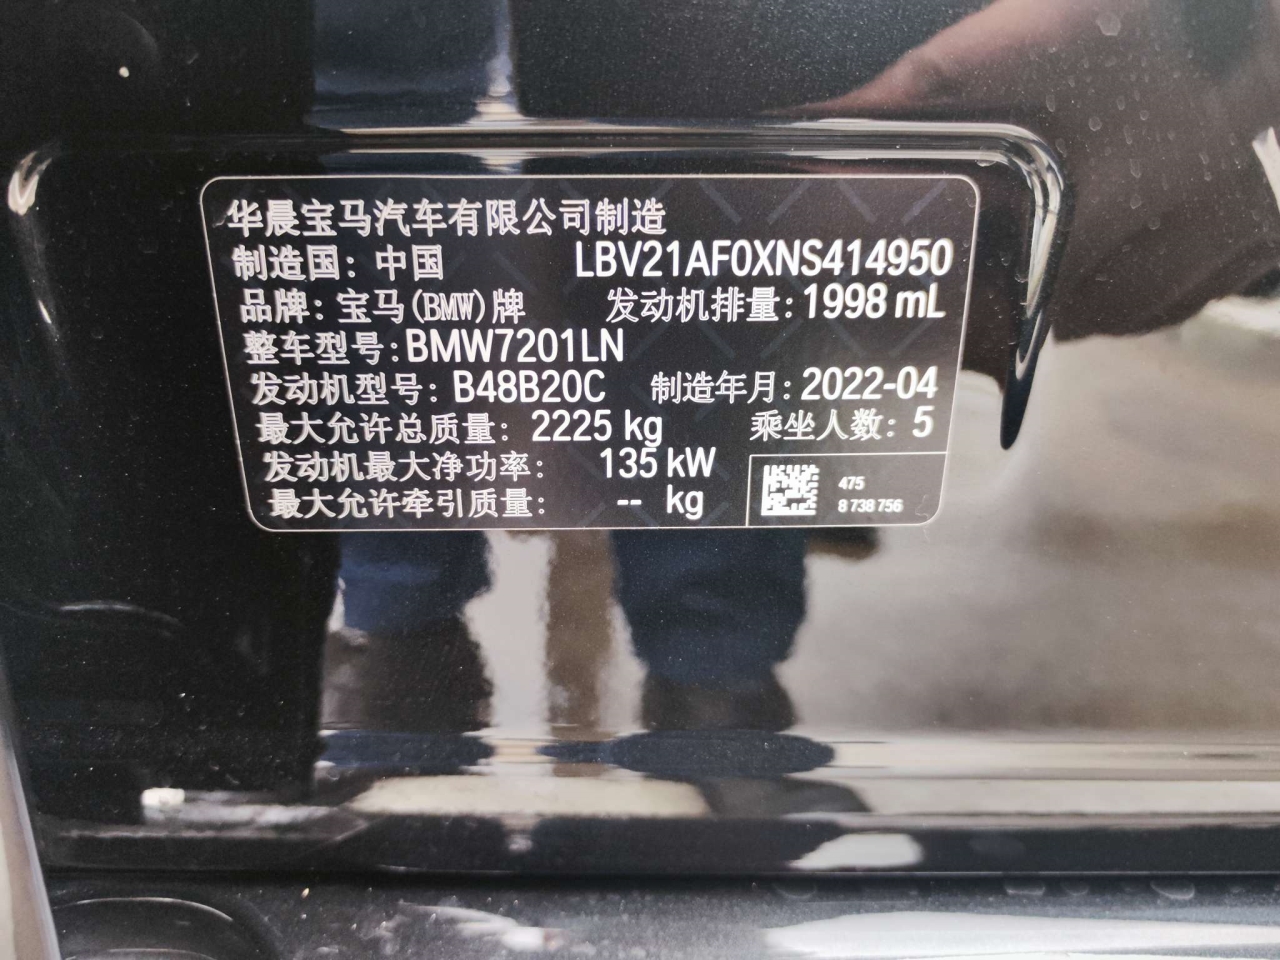 华晨宝马汽车有限公司制造
制造国：中国 LBV21AF0XNS414950
品牌：宝马(BMW)牌 发动机排量：1998 mL
整车型号：BMW7201LN
发动机型号：B48B20C 制造年月：2022-04
最大允许总质量：2225 kg 乘坐人数：5
发动机最大净功率：135 kW
最大允许牵引质量：-- kg
475
8 738 756